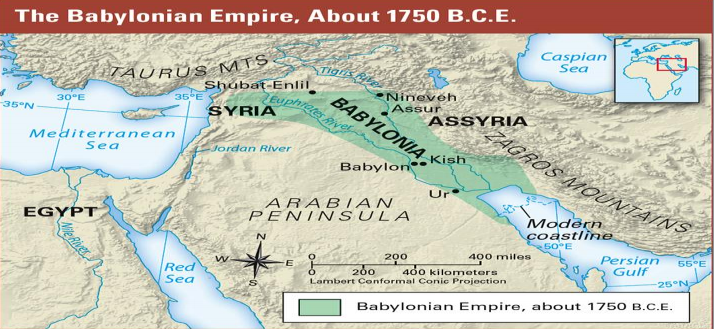 The Babylonian Empire, About 1750 B.C.E.
TAURUS MTS.
Caspian
Sea
Tigris River
Shubat-Enlil
35°N
30°E
35°E
Nineveh
Assur
SYRIA
Euphrates River
BABYLONIA
ASSYRIA
Mediterranean
Sea
ZAGROS MOUNTAINS
Jordan River
Babylon
Kish
Ur
ARABIAN
PENINSULA
EGYPT
Nile River
Modern
coastline
50°E
N
W
E
S
0 200 400 miles
0 200 400 kilometers
Lambert Conformal Conic Projection
Red
Sea
Persian
Gulf
55°E
25°N
Babylonian Empire, about 1750 B.C.E.